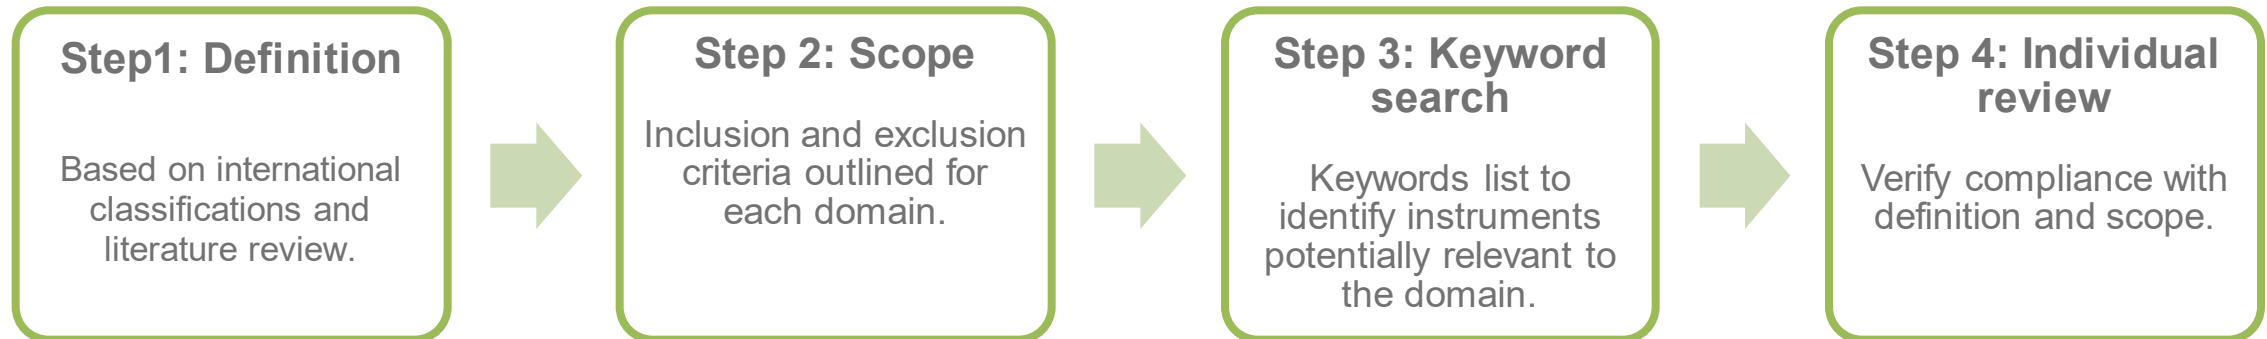 Step1: Definition
Based on international
classifications and
literature review.
Step 2: Scope
Inclusion and exclusion
criteria outlined for
each domain.
Step 3: Keyword
search
Keywords list to
identify instruments
potentially relevant to
the domain.
Step 4: Individual
review
Verify compliance with
definition and scope.